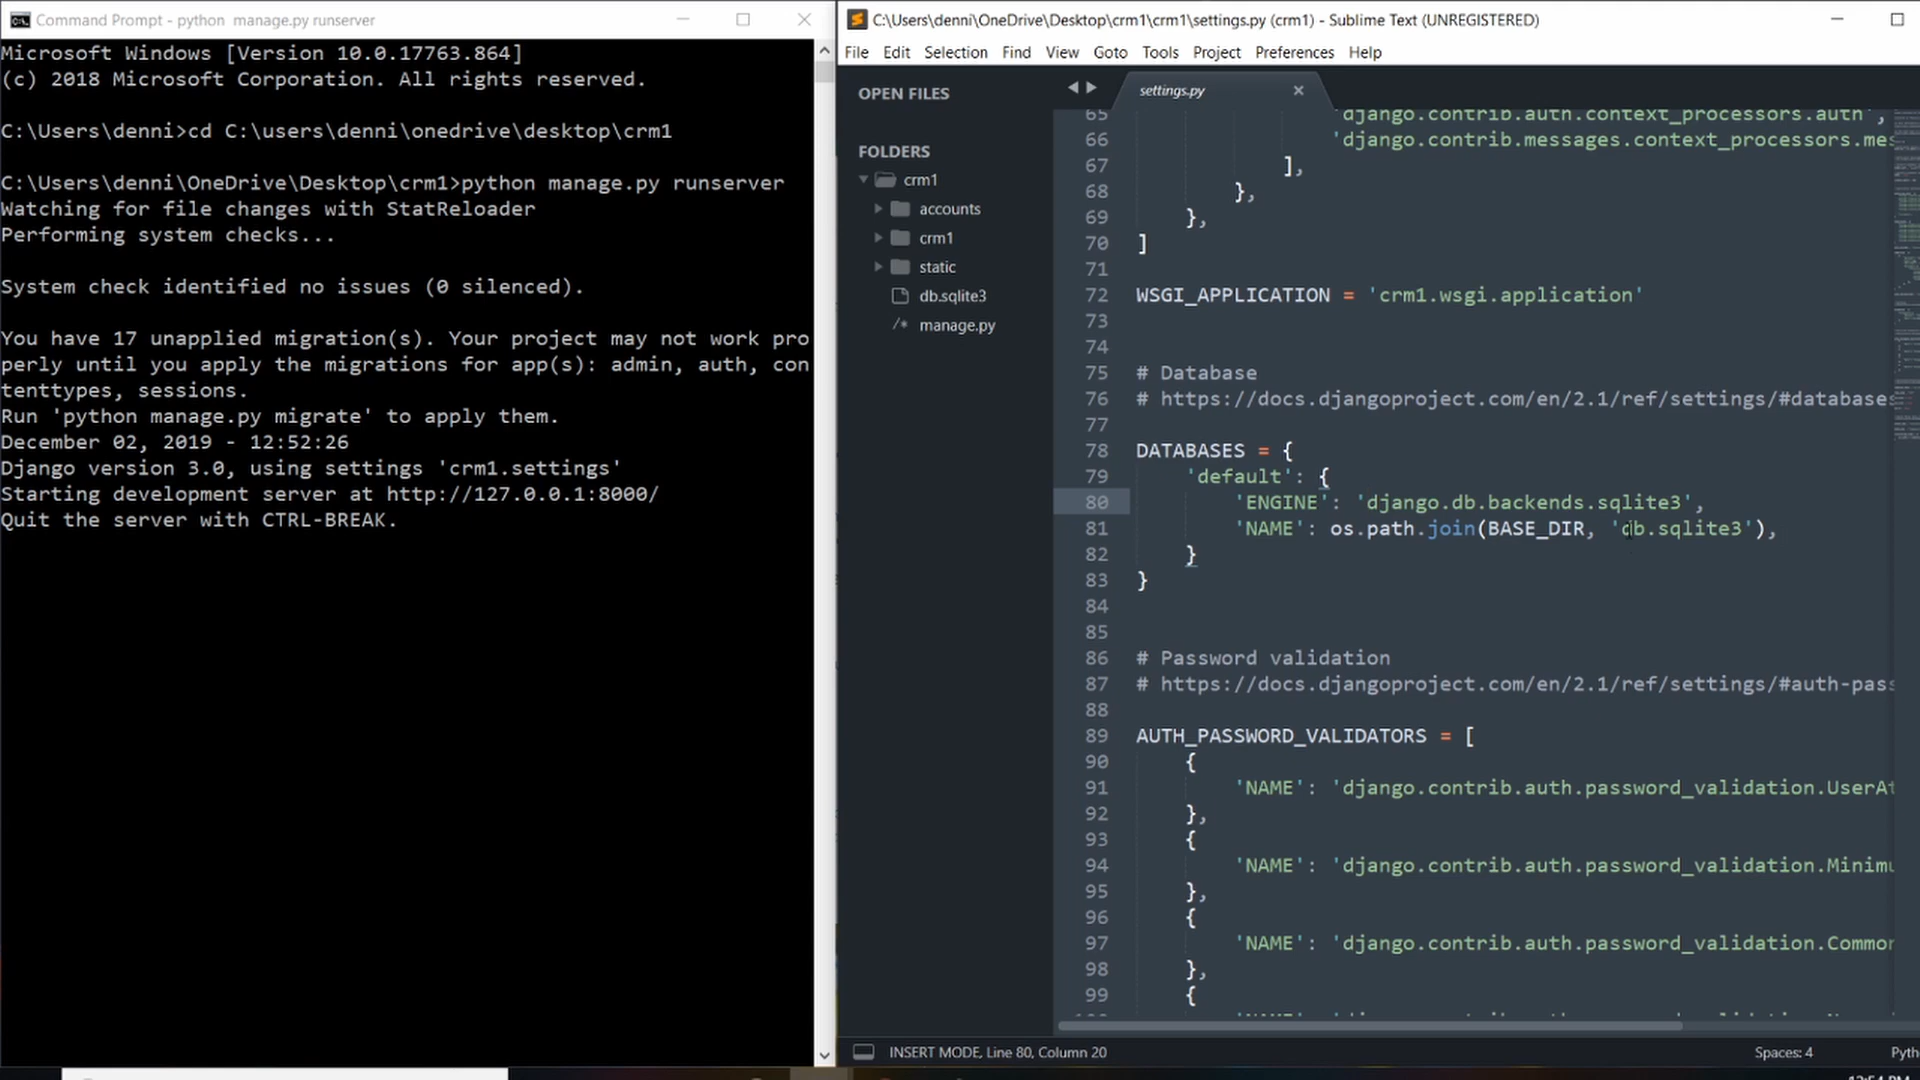 Command Prompt - python  manage.py runserver
Microsoft Windows [Version 10.0.17763.864]
(c) 2018 Microsoft Corporation. All rights reserved.
C:\Users\denni>cd C:\users\denni\onedrive\desktop\crm1
C:\Users\denni\OneDrive\Desktop\crm1>python manage.py runserver
Watching for file changes with StatReloader
Performing system checks...
System check identified no issues (0 silenced).
You have 17 unapplied migration(s). Your project may not work pro
perly until you apply the migrations for app(s): admin, auth, con
tenttypes, sessions.
Run 'python manage.py migrate' to apply them.
December 02, 2019 - 12:52:26
Django version 3.0, using settings 'crm1.settings'
Starting development server at http://127.0.0.1:8000/
Quit the server with CTRL-BREAK.
C:\Users\denni\OneDrive\Desktop\crm1\crm1\settings.py (crm1) - Sublime Text (UNREGISTERED)
File Edit Selection Find View Goto Tools Project Preferences Help
OPEN FILES
FOLDERS
crm1
accounts
crm1
static
db.sqlite3
/* manage.py
settings.py
65 'django.contrib.auth.context_processors.auth',
66 'django.contrib.messages.context_processors.mes
67 ],
68 },
69 },
70 ]
71
72 WSGI_APPLICATION = 'crm1.wsgi.application'
73
74
75 # Database
76 # https://docs.djangoproject.com/en/2.1/ref/settings/#databases
77
78 DATABASES = {
79 'default': {
80 'ENGINE': 'django.db.backends.sqlite3',
81 'NAME': os.path.join(BASE_DIR, 'db.sqlite3'),
82 }
83 }
84
85
86 # Password validation
87 # https://docs.djangoproject.com/en/2.1/ref/settings/#auth-pass
88
89 AUTH_PASSWORD_VALIDATORS = [
90 {
91 'NAME': 'django.contrib.auth.password_validation.UserAt
92 },
93 {
94 'NAME': 'django.contrib.auth.password_validation.Minimu
95 },
96 {
97 'NAME': 'django.contrib.auth.password_validation.Common
98 },
99 {
INSERT MODE, Line 80, Column 20
Spaces: 4
Pyth